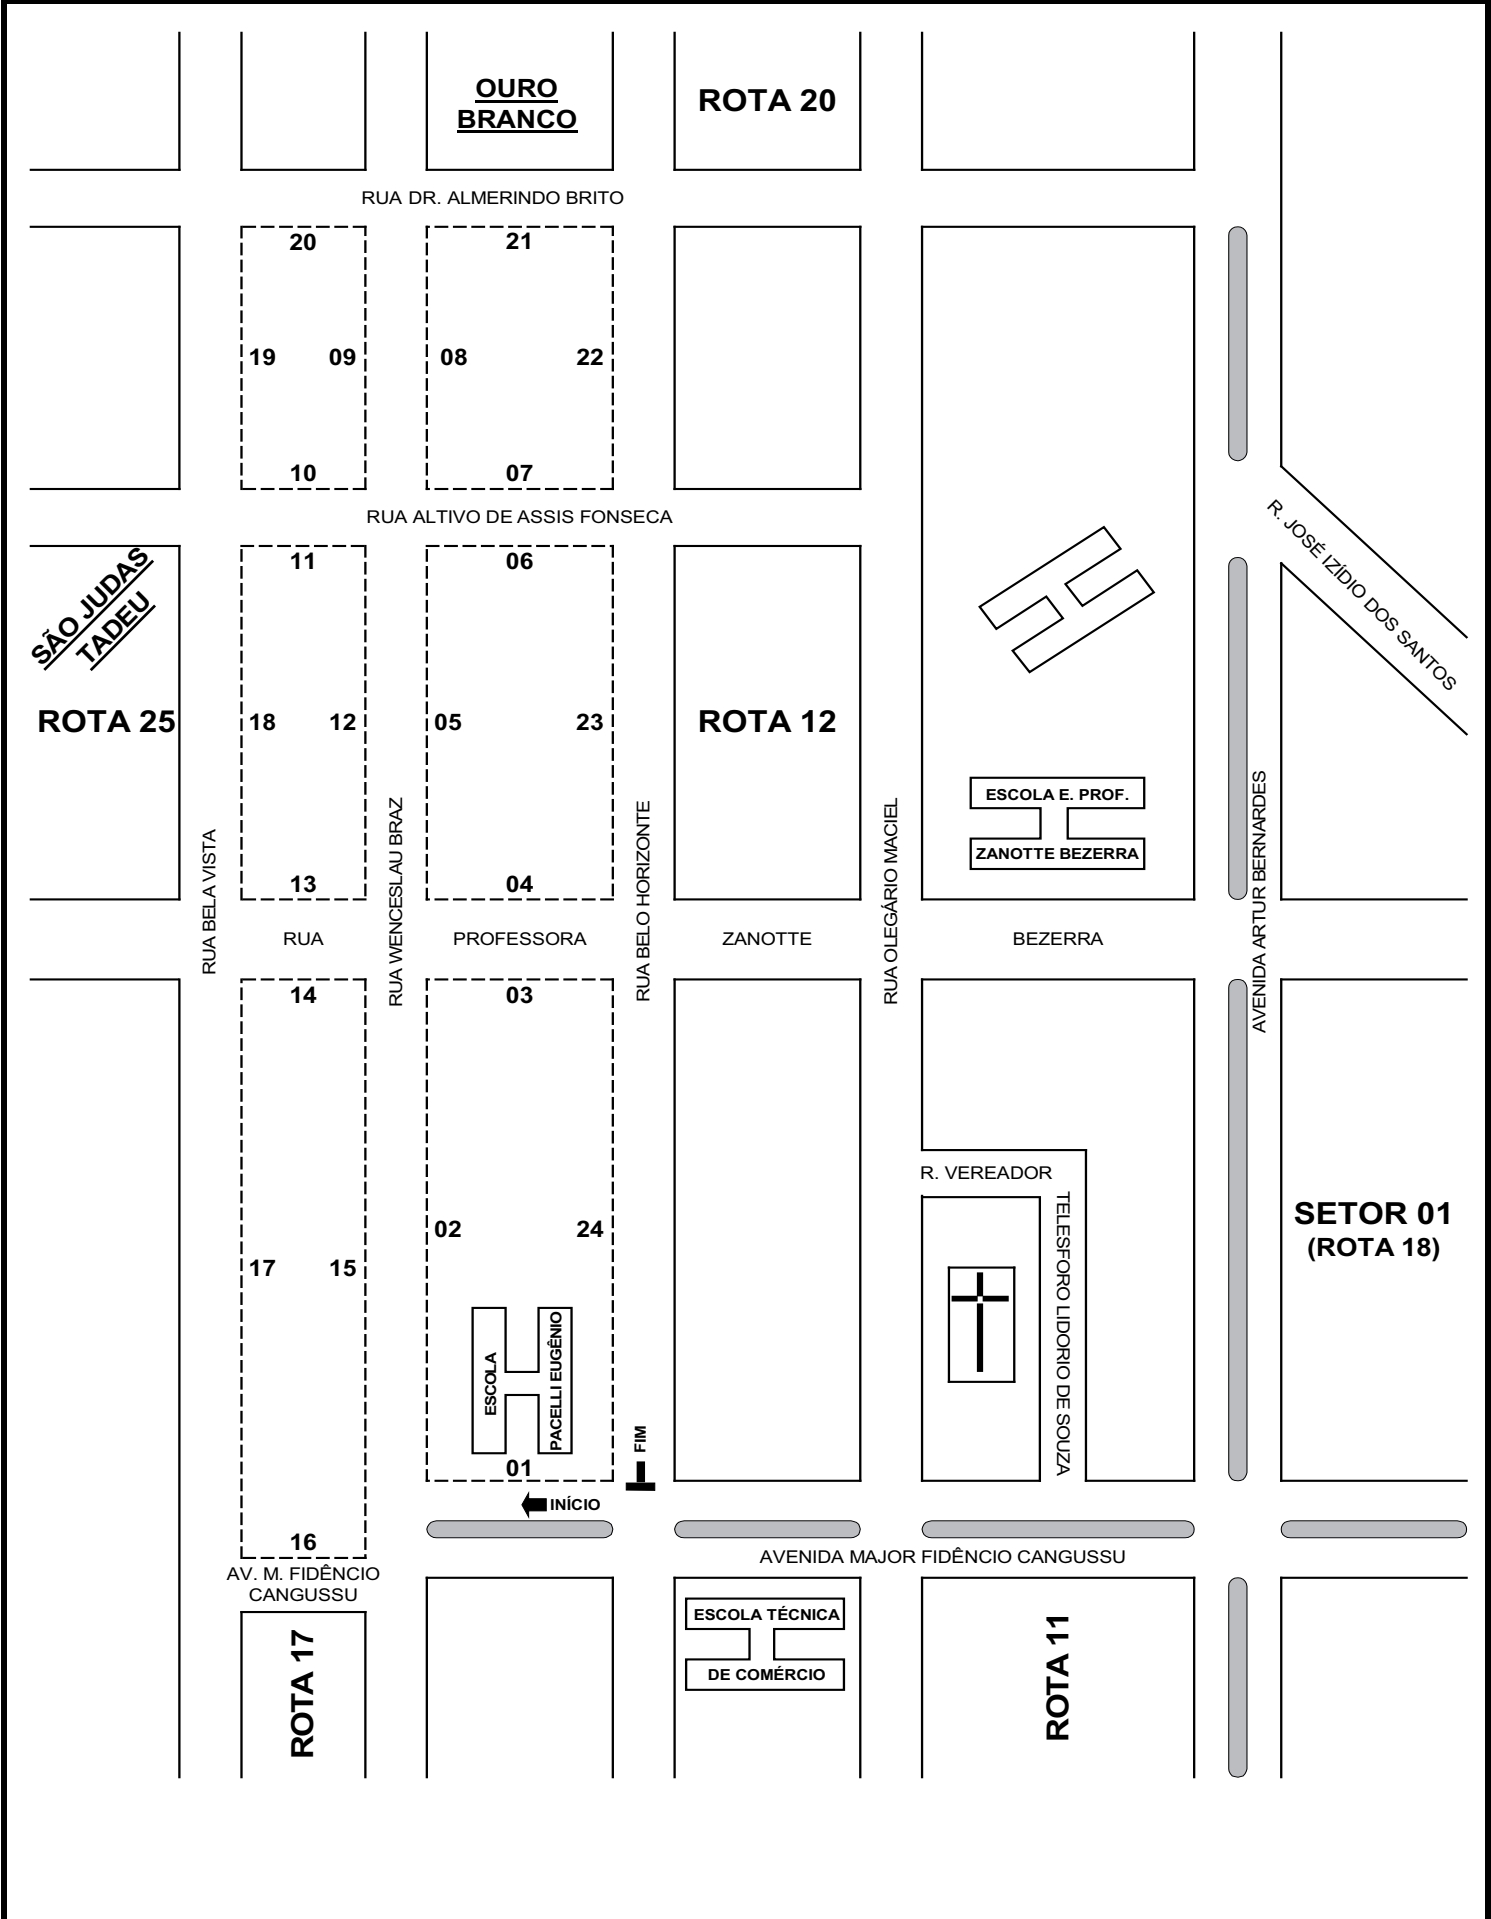 OURO
BRANCO
ROTA 20
RUA DR. ALMERINDO BRITO
20
21
19
09
08
22
10
07
RUA ALTIVO DE ASSIS FONSECA
R. JOSÉ IZÍDIO DOS SANTOS
11
06
SÃO JUDAS
TADEU
ROTA 25
18
12
05
23
ROTA 12
ESCOLA E. PROF.
ZANOTTE BEZERRA
13
04
RUA BELA VISTA
RUA WENCESLAU BRAZ
RUA BELO HORIZONTE
RUA OLEGÁRIO MACIEL
AVENIDA ARTUR BERNARDES
RUA
PROFESSORA
ZANOTTE
BEZERRA
14
03
R. VEREADOR
TELESFORO LIDORIO DE SOUZA
SETOR 01
(ROTA 18)
02
24
17
15
ESCOLA
PACELLI EUGÊNIO
01
FIM
INÍCIO
16
AV. M. FIDÊNCIO
CANGUSSU
AVENIDA MAJOR FIDÊNCIO CANGUSSU
ROTA 17
ESCOLA TÉCNICA
DE COMÉRCIO
ROTA 11